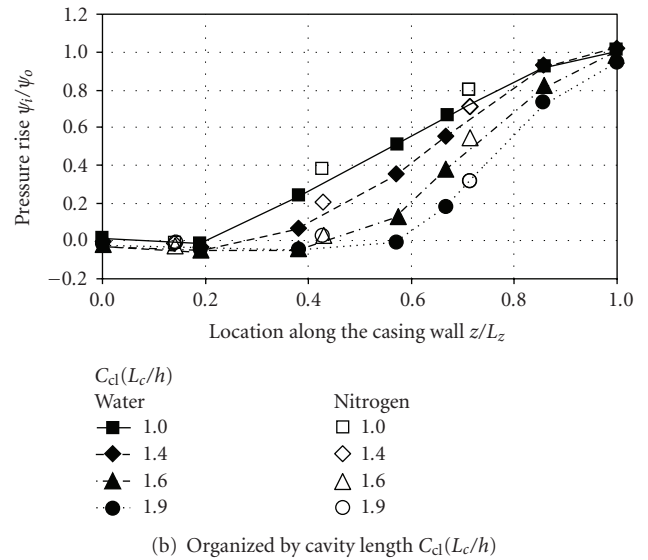 1.2
1.0
0.8
0.6
0.4
0.2
0.0
−0.2
Pressure rise ψi/ψo
0.0 0.2 0.4 0.6 0.8 1.0
Location along the casing wall z/Lz
Ccl(Lc/h)
Water Nitrogen
1.0 1.0
1.4 1.4
1.6 1.6
1.9 1.9
(b) Organized by cavity length Ccl(Lc/h)